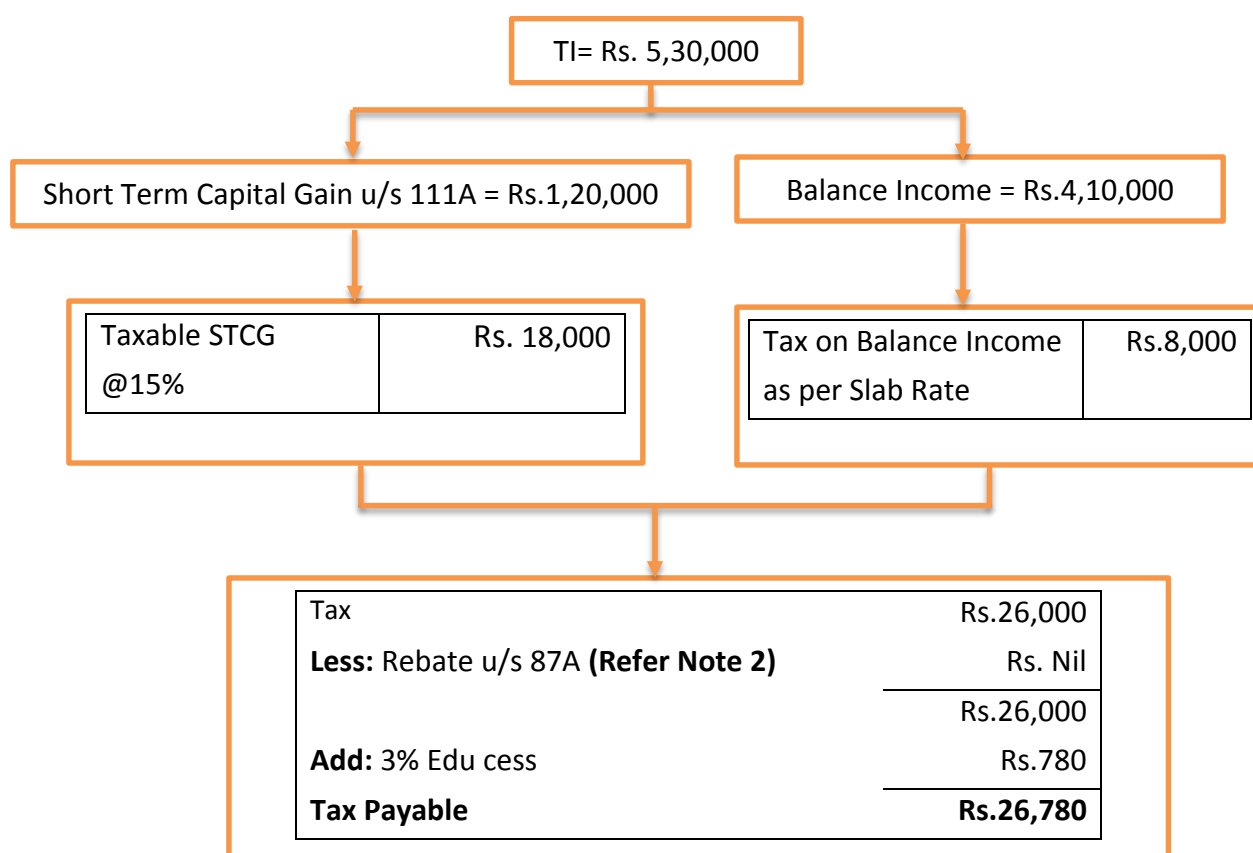 TI= Rs. 5,30,000
Short Term Capital Gain u/s 111A = Rs.1,20,000
Balance Income = Rs.4,10,000
Taxable STCG Rs. 18,000
@15%
Tax on Balance Income Rs.8,000
as per Slab Rate
Tax Rs.26,000
Less: Rebate u/s 87A (Refer Note 2) Rs. Nil
Rs.26,000
Add: 3% Edu cess Rs.780
Tax Payable Rs.26,780